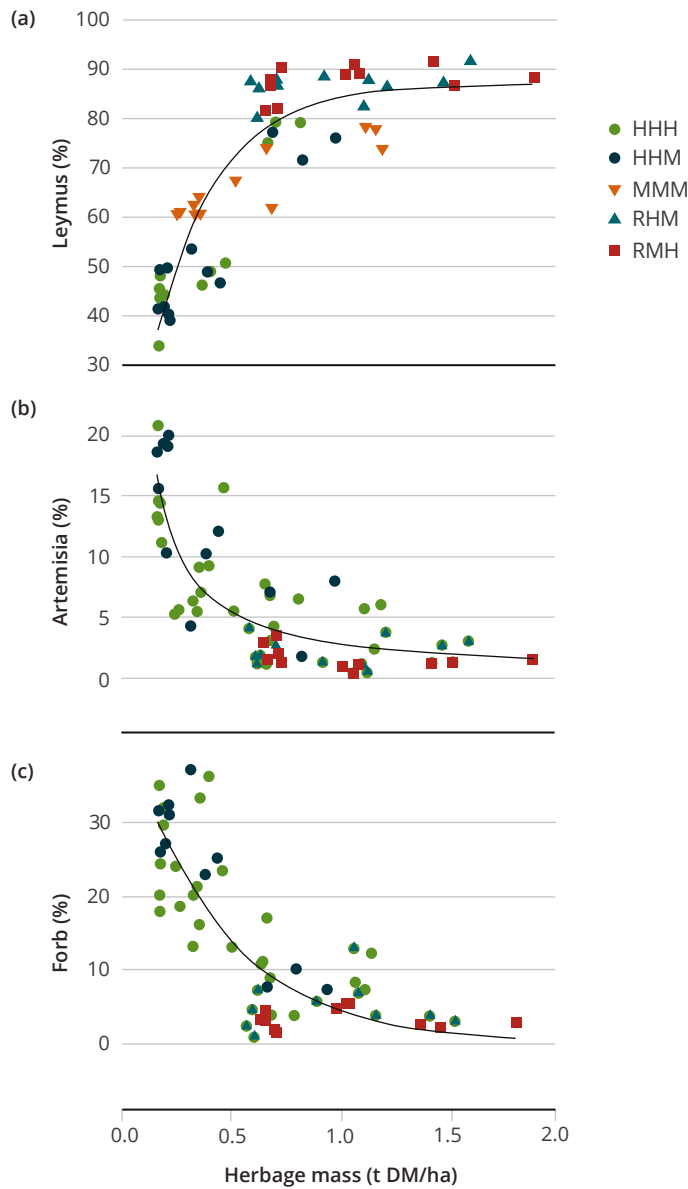 (a)
100
90
80
70
60
50
40
30
Leymus (%)
HHH
HHM
MMM
RHM
RMH
(b)
20
15
10
5
0
Artemisia (%)
(c)
30
20
10
0
Forb (%)
0.0 0.5 1.0 1.5 2.0
Herbage mass (t DM/ha)